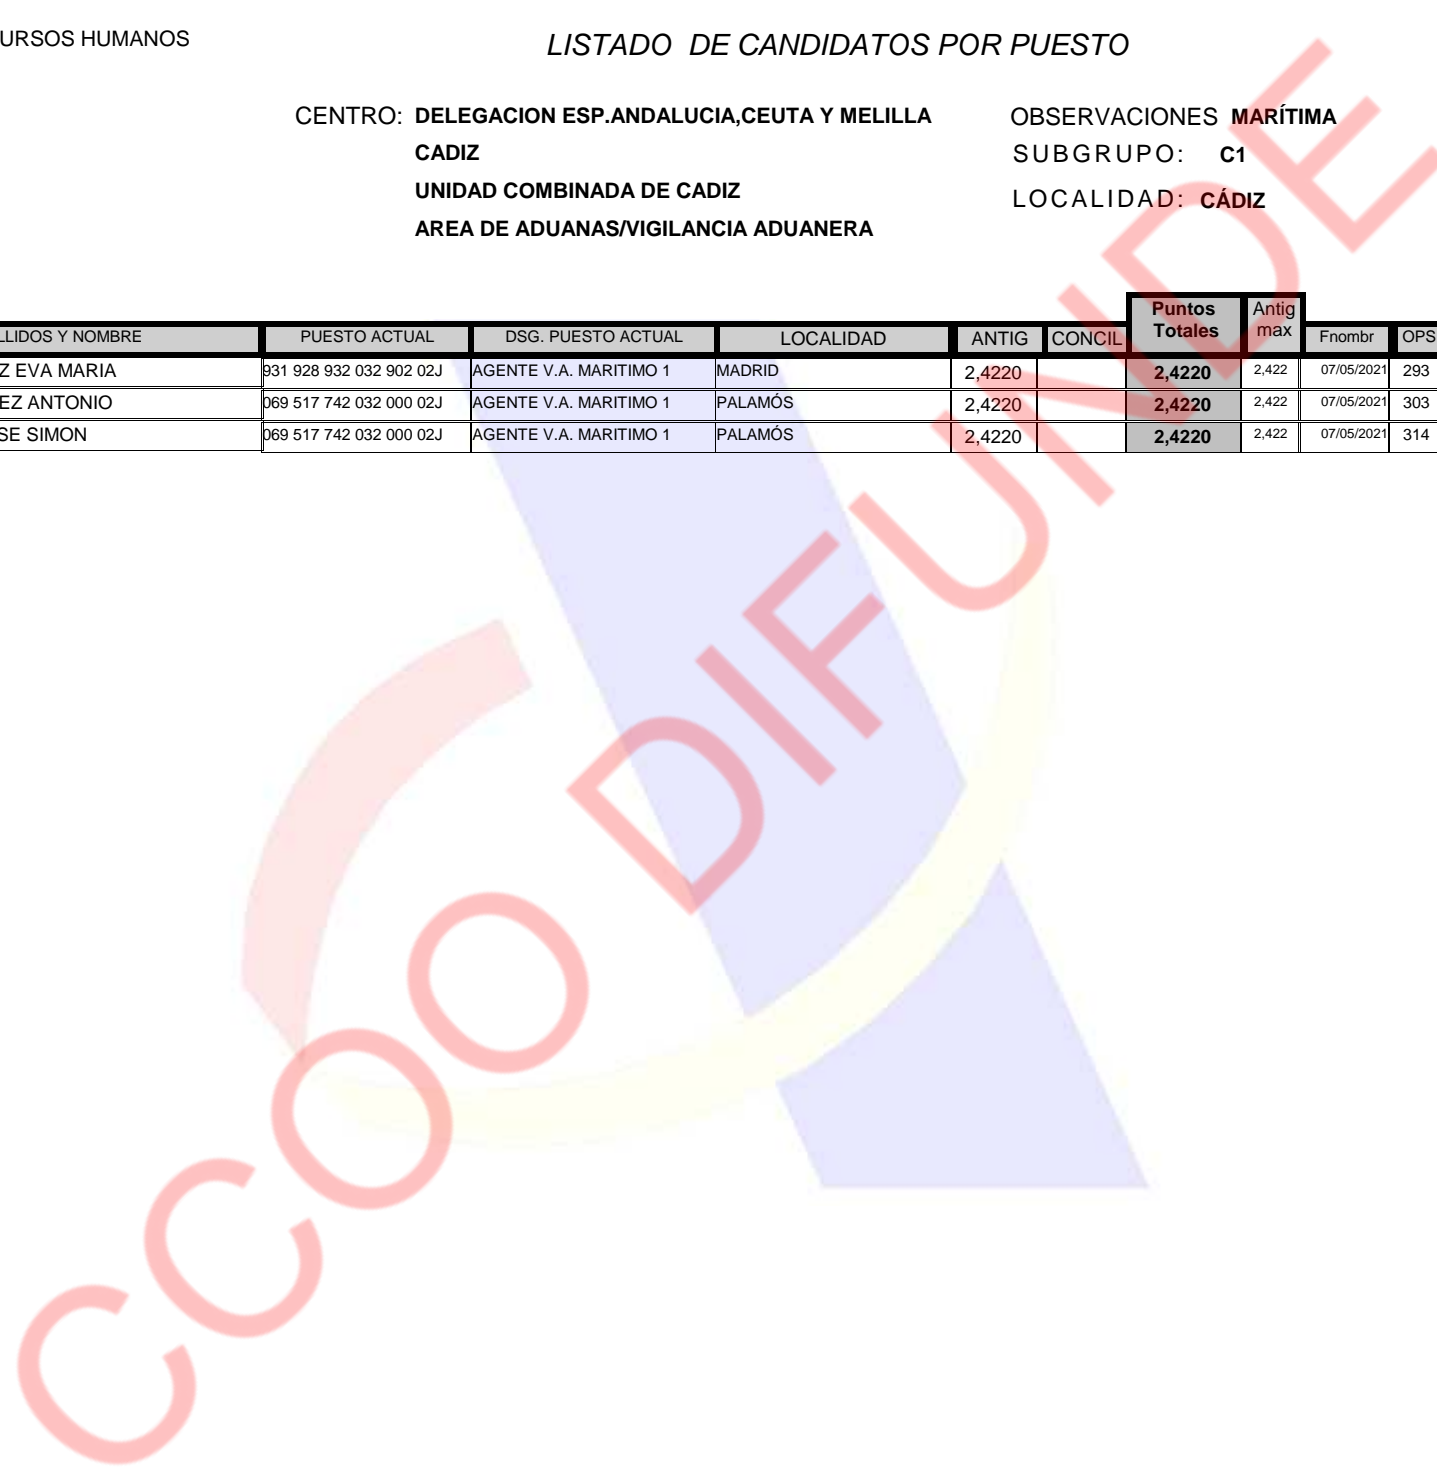 URSOS HUMANOS
LISTADO DE CANDIDATOS POR PUESTO
CENTRO: DELEGACION ESP.ANDALUCIA,CEUTA Y MELILLA
OBSERVACIONES MARÍTIMA
CADIZ
SUBGRUPO: C1
UNIDAD COMBINADA DE CADIZ
LOCALIDAD: CÁDIZ
AREA DE ADUANAS/VIGILANCIA ADUANERA
LLIDOS Y NOMBRE PUESTO ACTUAL DSG. PUESTO ACTUAL LOCALIDAD ANTIG CONCIL Puntos Totales Antig max Fnombr OPS
Z EVA MARIA 931 928 932 032 902 02J AGENTE V.A. MARITIMO 1 MADRID 2,4220 2,4220 2,422 07/05/2021 293
EZ ANTONIO 069 517 742 032 000 02J AGENTE V.A. MARITIMO 1 PALAMÓS 2,4220 2,4220 2,422 07/05/2021 303
SE SIMON 069 517 742 032 000 02J AGENTE V.A. MARITIMO 1 PALAMÓS 2,4220 2,4220 2,422 07/05/2021 314
CCOO DIFUNDE